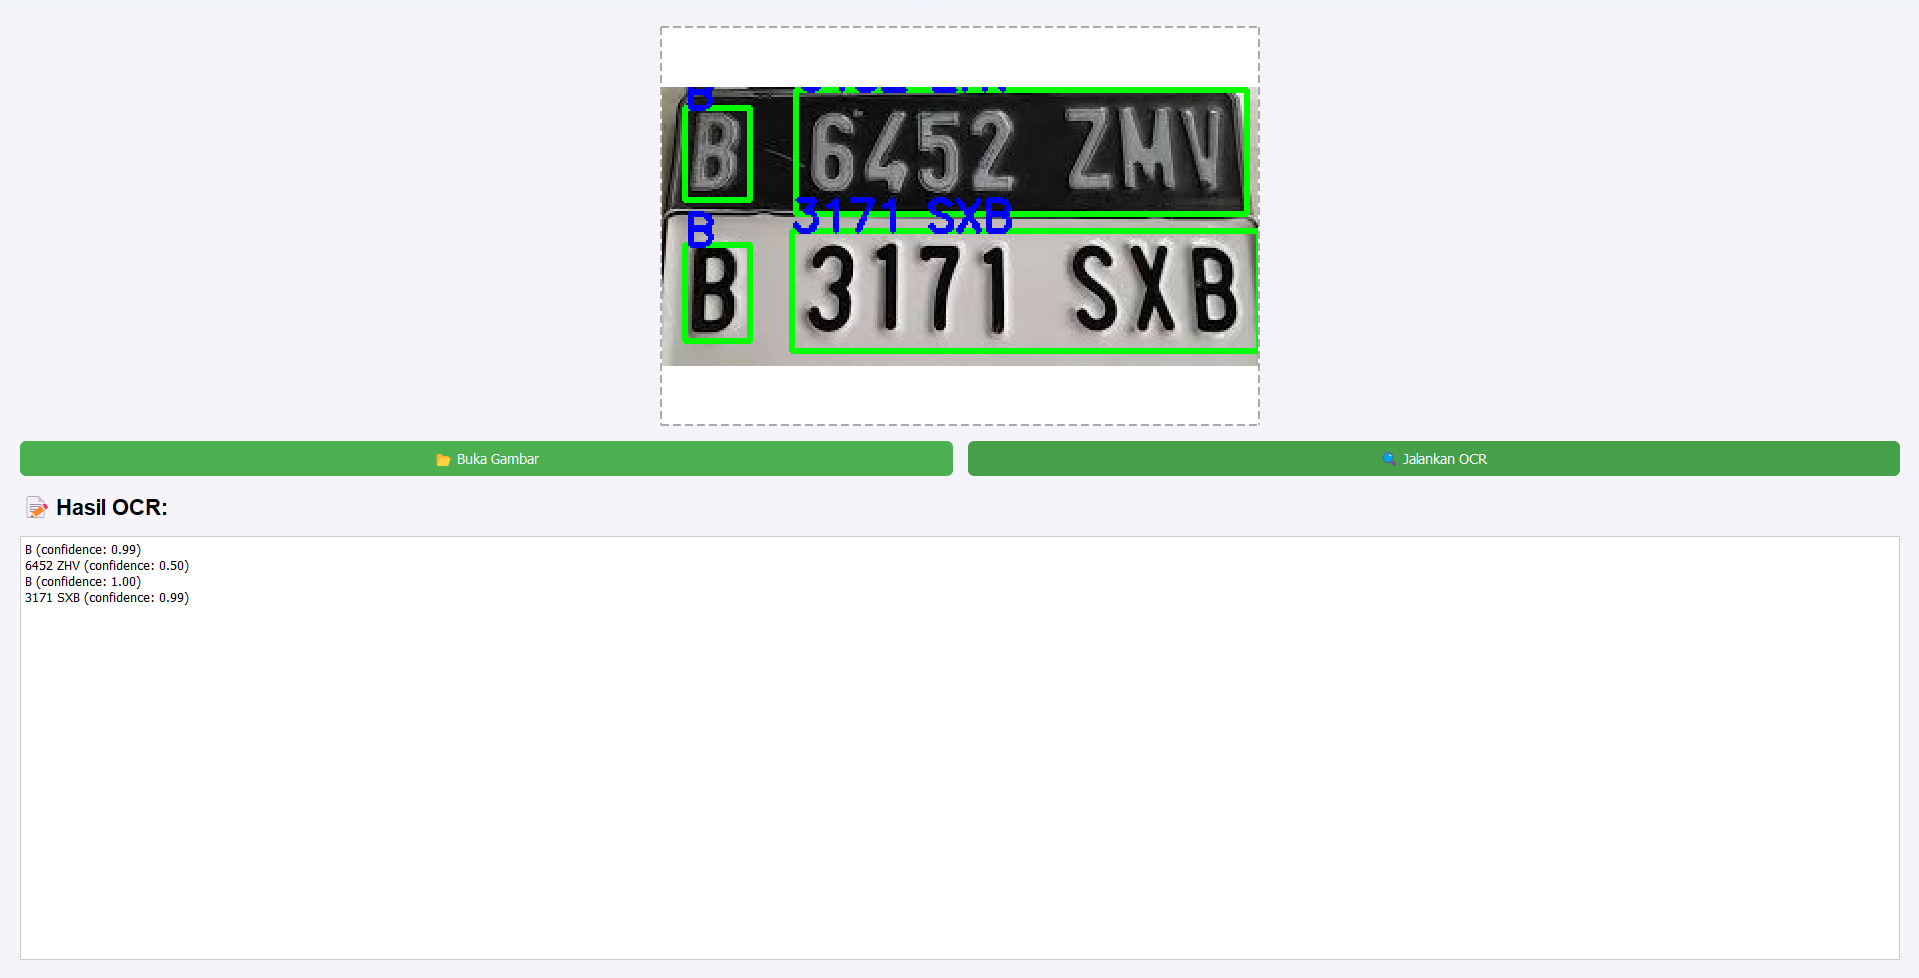 B
B 6452 ZMV
3171 SXB
B
B 3171 SXB
Buka Gambar
Jalankan OCR
Hasil OCR:
B (confidence: 0.99)
6452 ZHV (confidence: 0.50)
B (confidence: 1.00)
3171 SXB (confidence: 0.99)